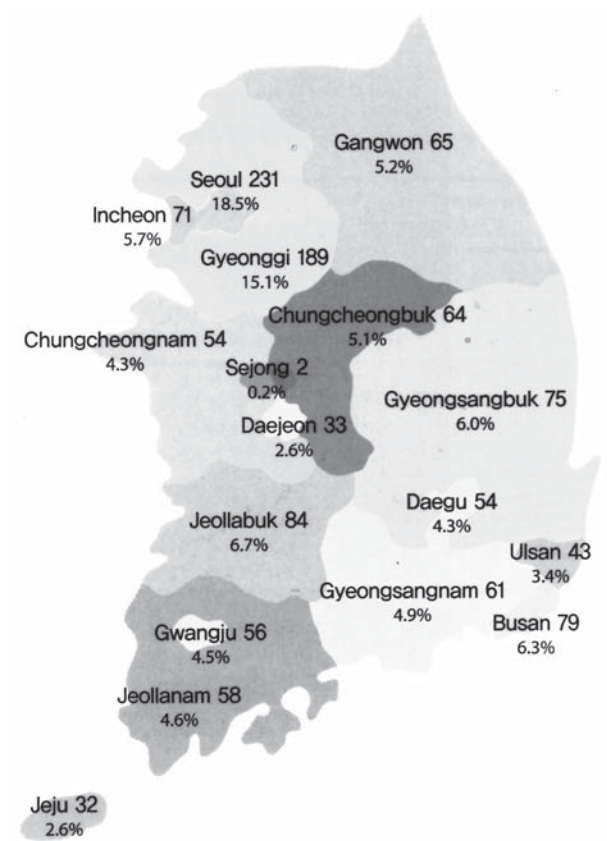 Gangwon 65
5.2%
Seoul 231
18.5%
Incheon 71
5.7%
Gyeonggi 189
15.1%
Chungcheongbuk 64
5.1%
Chungcheongnam 54
4.3%
Sejong 2
0.2%
Gyeongsangbuk 75
6.0%
Daejeon 33
2.6%
Daegu 54
4.3%
Jeollabuk 84
6.7%
Ulsan 43
3.4%
Gyeongsangnam 61
4.9%
Busan 79
6.3%
Gwangju 56
4.5%
Jeollanam 58
4.6%
Jeju 32
2.6%